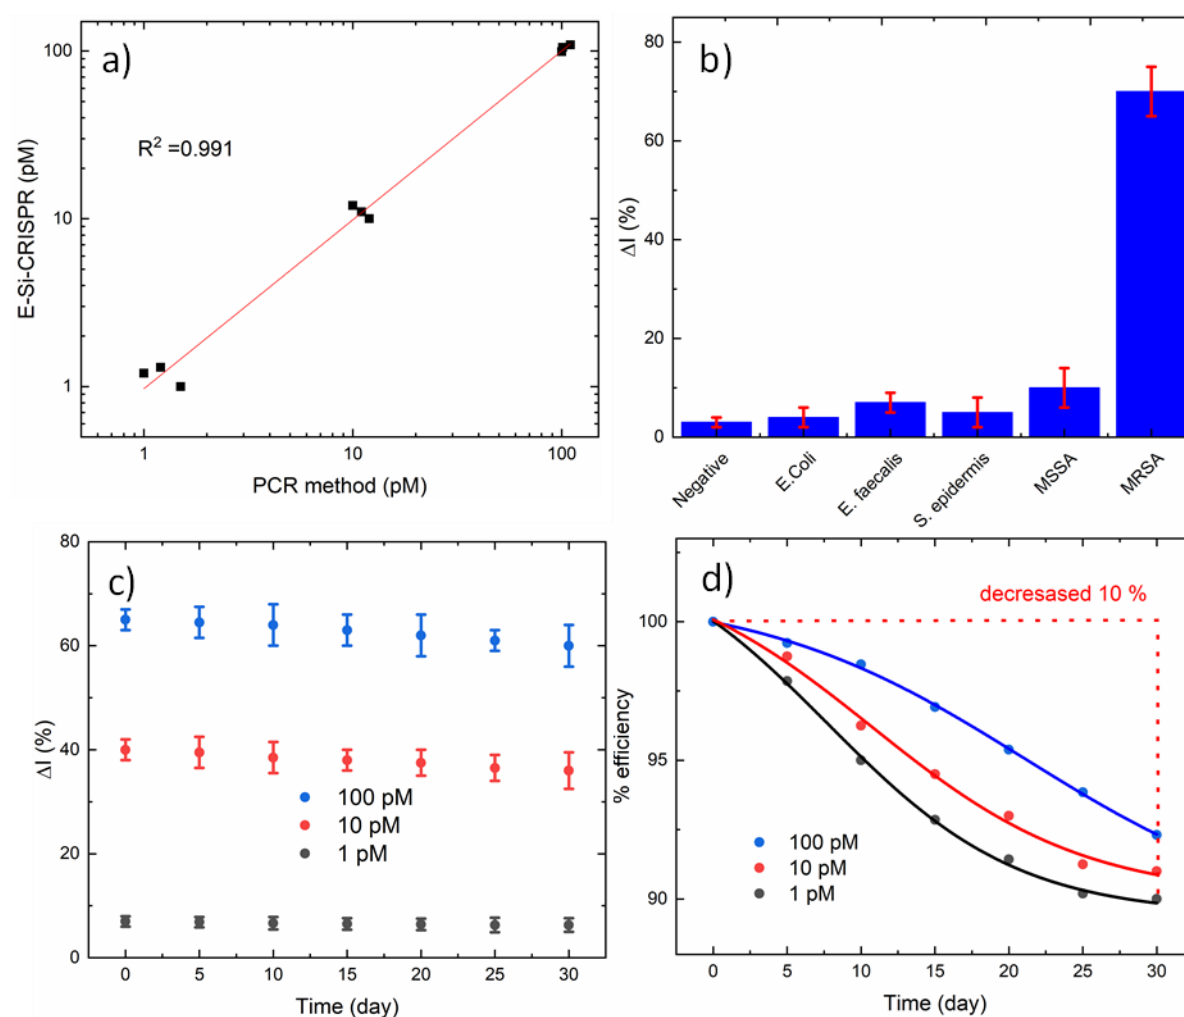 a)
R² =0.991
E-Si-CRISPR (pM)
100
10
1
1
10
100
PCR method (pM)
b)
ΔI (%)
80
60
40
20
0
Negative
E.Coli
E. faecalis
S. epidermis
MSSA
MRSA
c)
ΔI (%)
80
60
40
20
0
100 pM
10 pM
1 pM
0
5
10
15
20
25
30
Time (day)
d)
decresased 10 %
% efficiency
100
95
90
100 pM
10 pM
1 pM
0
5
10
15
20
25
30
Time (day)